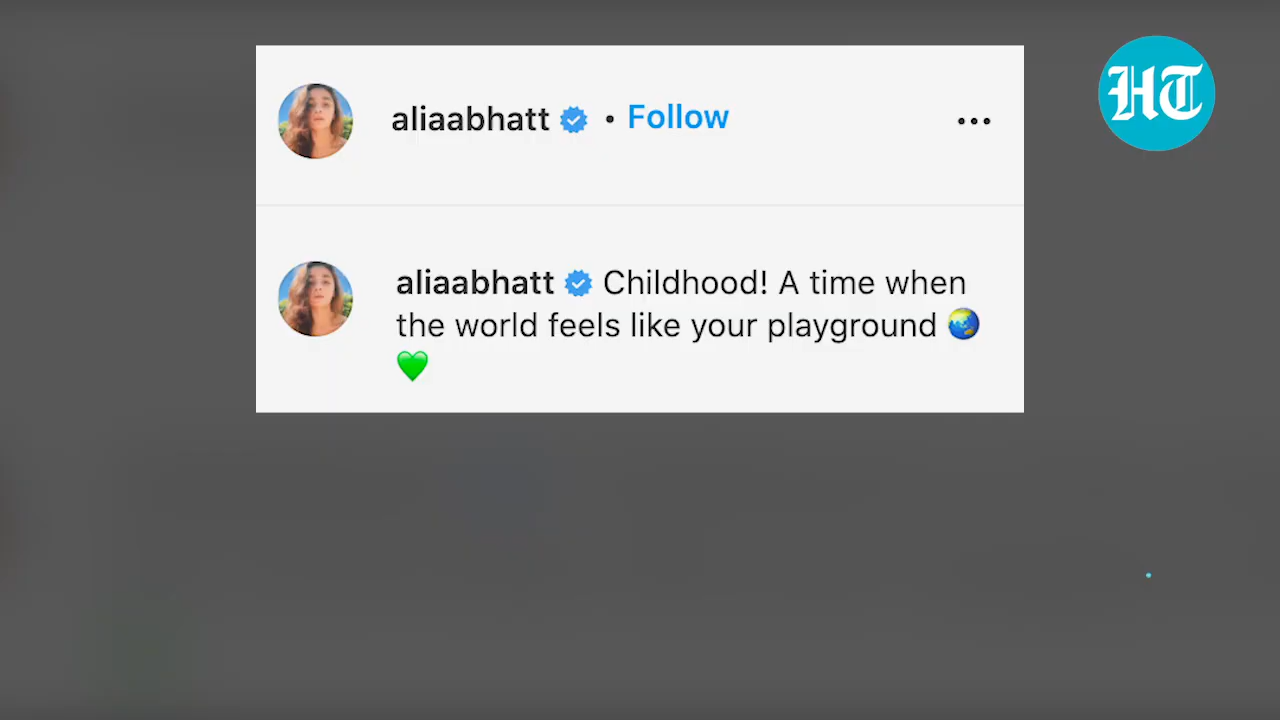 HT
aliaabhatt • Follow
aliaabhatt Childhood! A time when
the world feels like your playground 🌏
💚